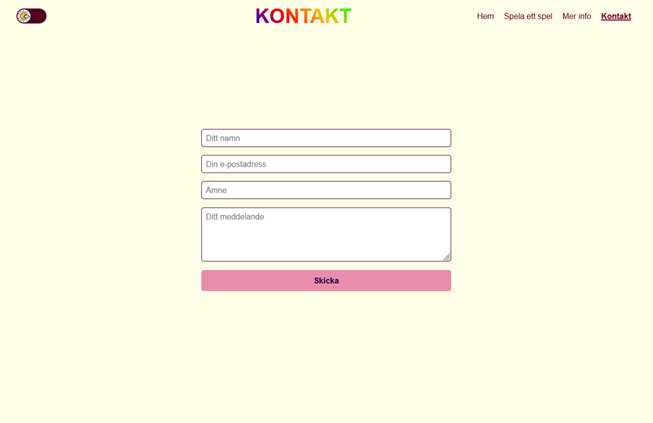 KONTAKT
Hem Spela ett spel Mer info Kontakt
Ditt namn
Din e-postadress
Ämne
Ditt meddelande
Skicka